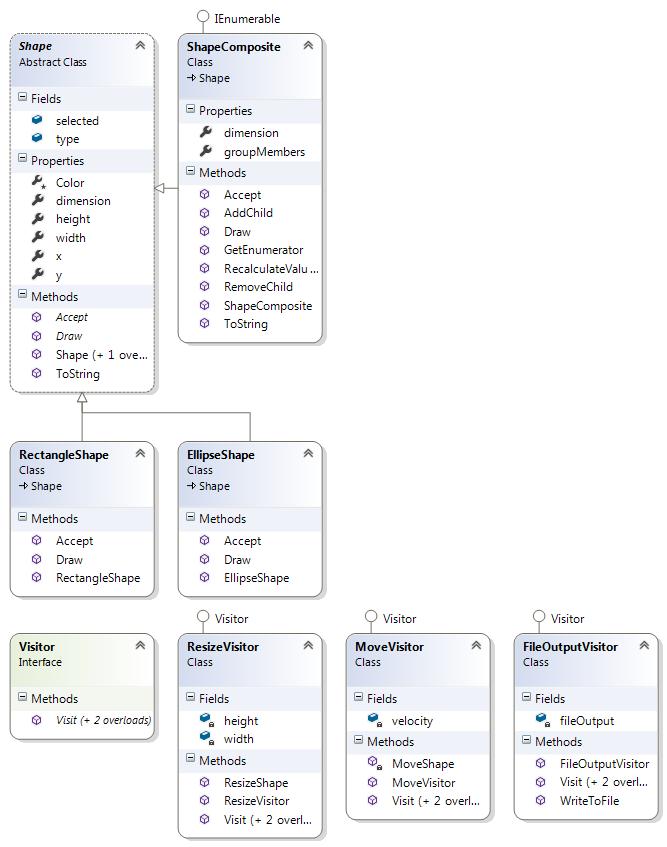 IEnumerable
Shape
Abstract Class
Fields
selected
type
Properties
Color
dimension
height
width
x
y
Methods
Accept
Draw
Shape (+ 1 ove...
ToString
ShapeComposite
Class
Shape
Properties
dimension
groupMembers
Methods
Accept
AddChild
Draw
GetEnumerator
RecalculateValu ...
RemoveChild
ShapeComposite
ToString
RectangleShape
Class
Shape
Methods
Accept
Draw
RectangleShape
EllipseShape
Class
Shape
Methods
Accept
Draw
EllipseShape
Visitor
Interface
Methods
Visit (+ 2 overloads)
Visitor
ResizeVisitor
Class
Fields
height
width
Methods
ResizeShape
ResizeVisitor
Visit (+ 2 overl...
Visitor
MoveVisitor
Class
Fields
velocity
Methods
MoveShape
MoveVisitor
Visit (+ 2 overl...
Visitor
FileOutputVisitor
Class
Fields
fileOutput
Methods
FileOutputVisitor
Visit (+ 2 overl...
WriteToFile